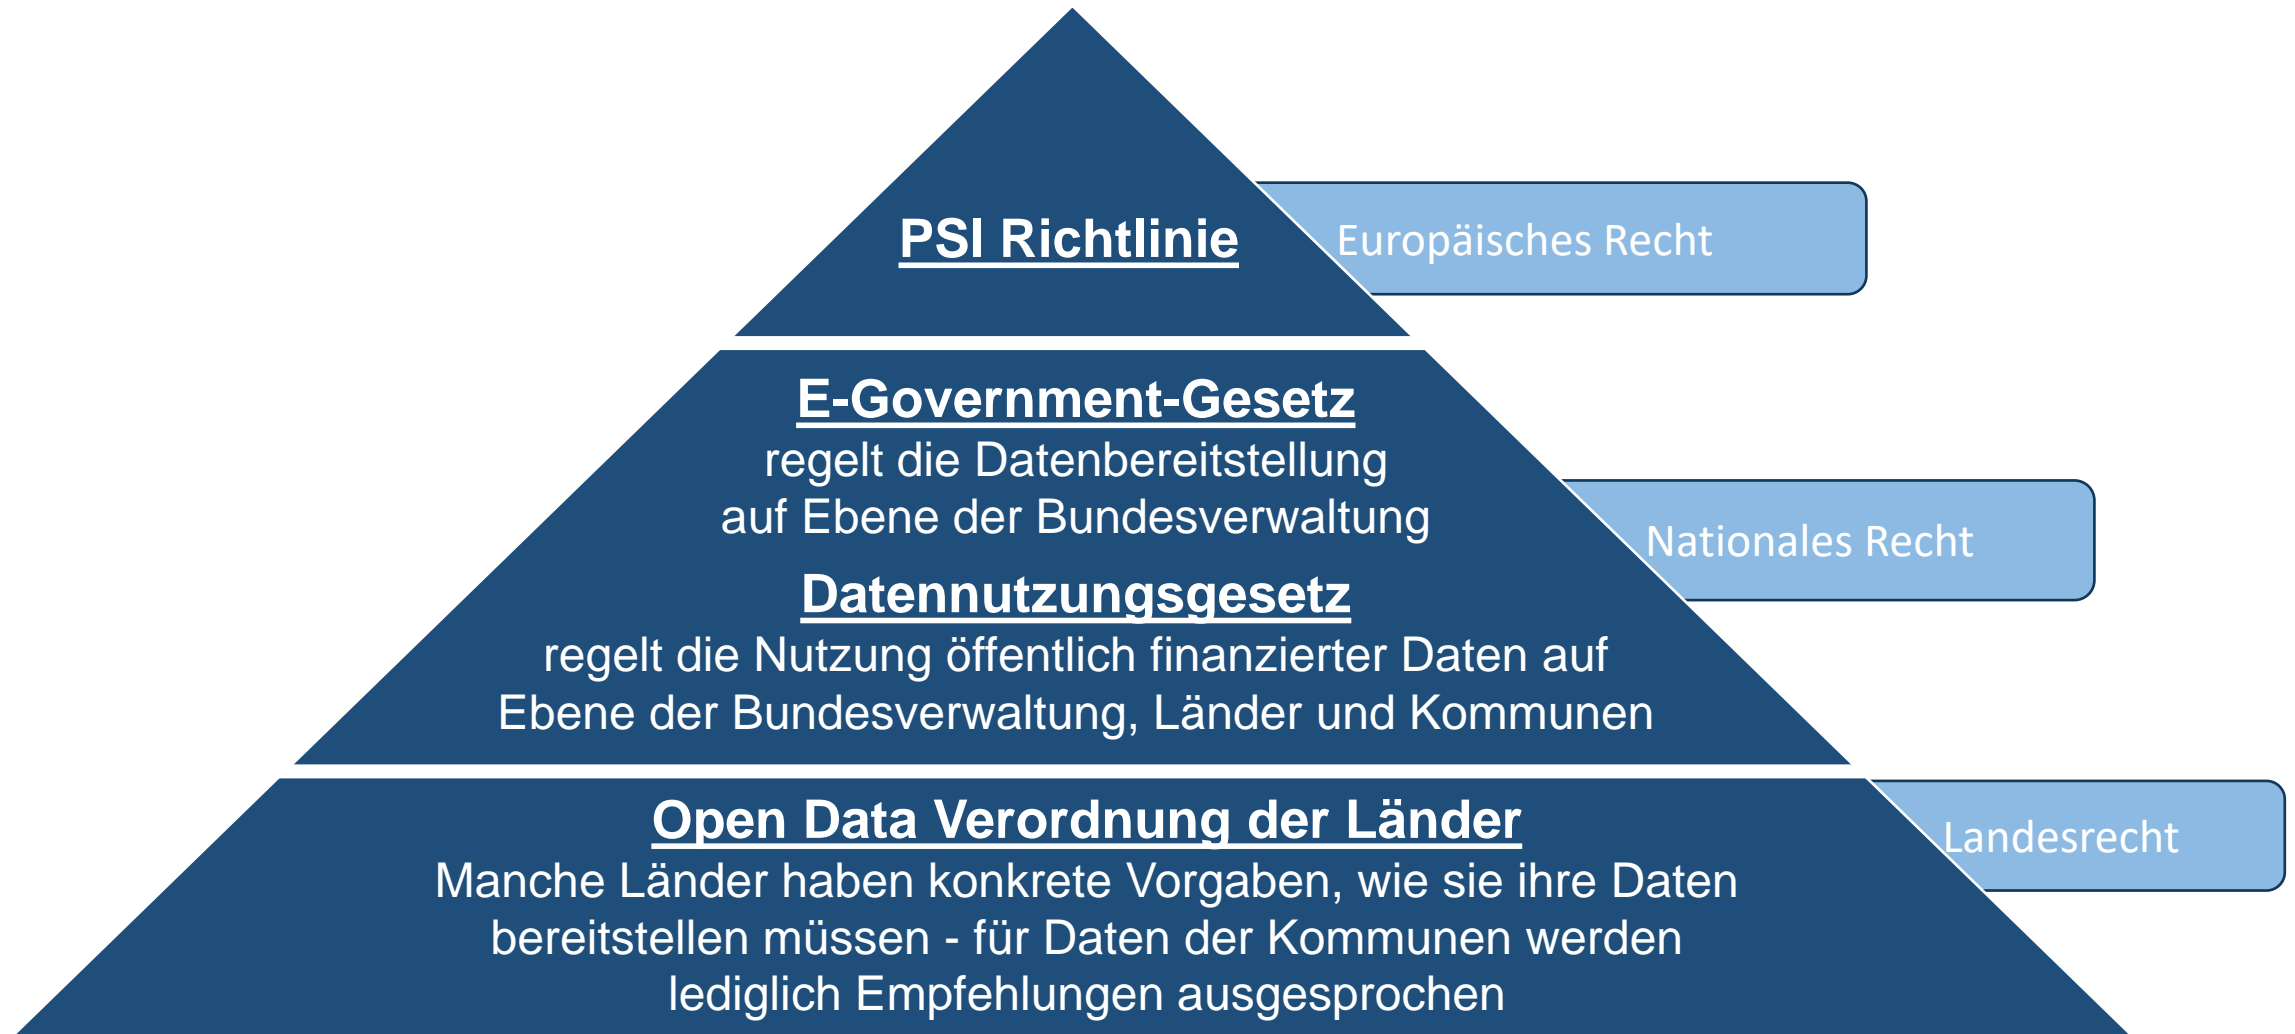 PSI Richtlinie
Europäisches Recht
E-Government-Gesetz
regelt die Datenbereitstellung
auf Ebene der Bundesverwaltung
Nationales Recht
Datennutzungsgesetz
regelt die Nutzung öffentlich finanzierter Daten auf
Ebene der Bundesverwaltung, Länder und Kommunen
Open Data Verordnung der Länder
Landesrecht
Manche Länder haben konkrete Vorgaben, wie sie ihre Daten
bereitstellen müssen - für Daten der Kommunen werden
lediglich Empfehlungen ausgesprochen